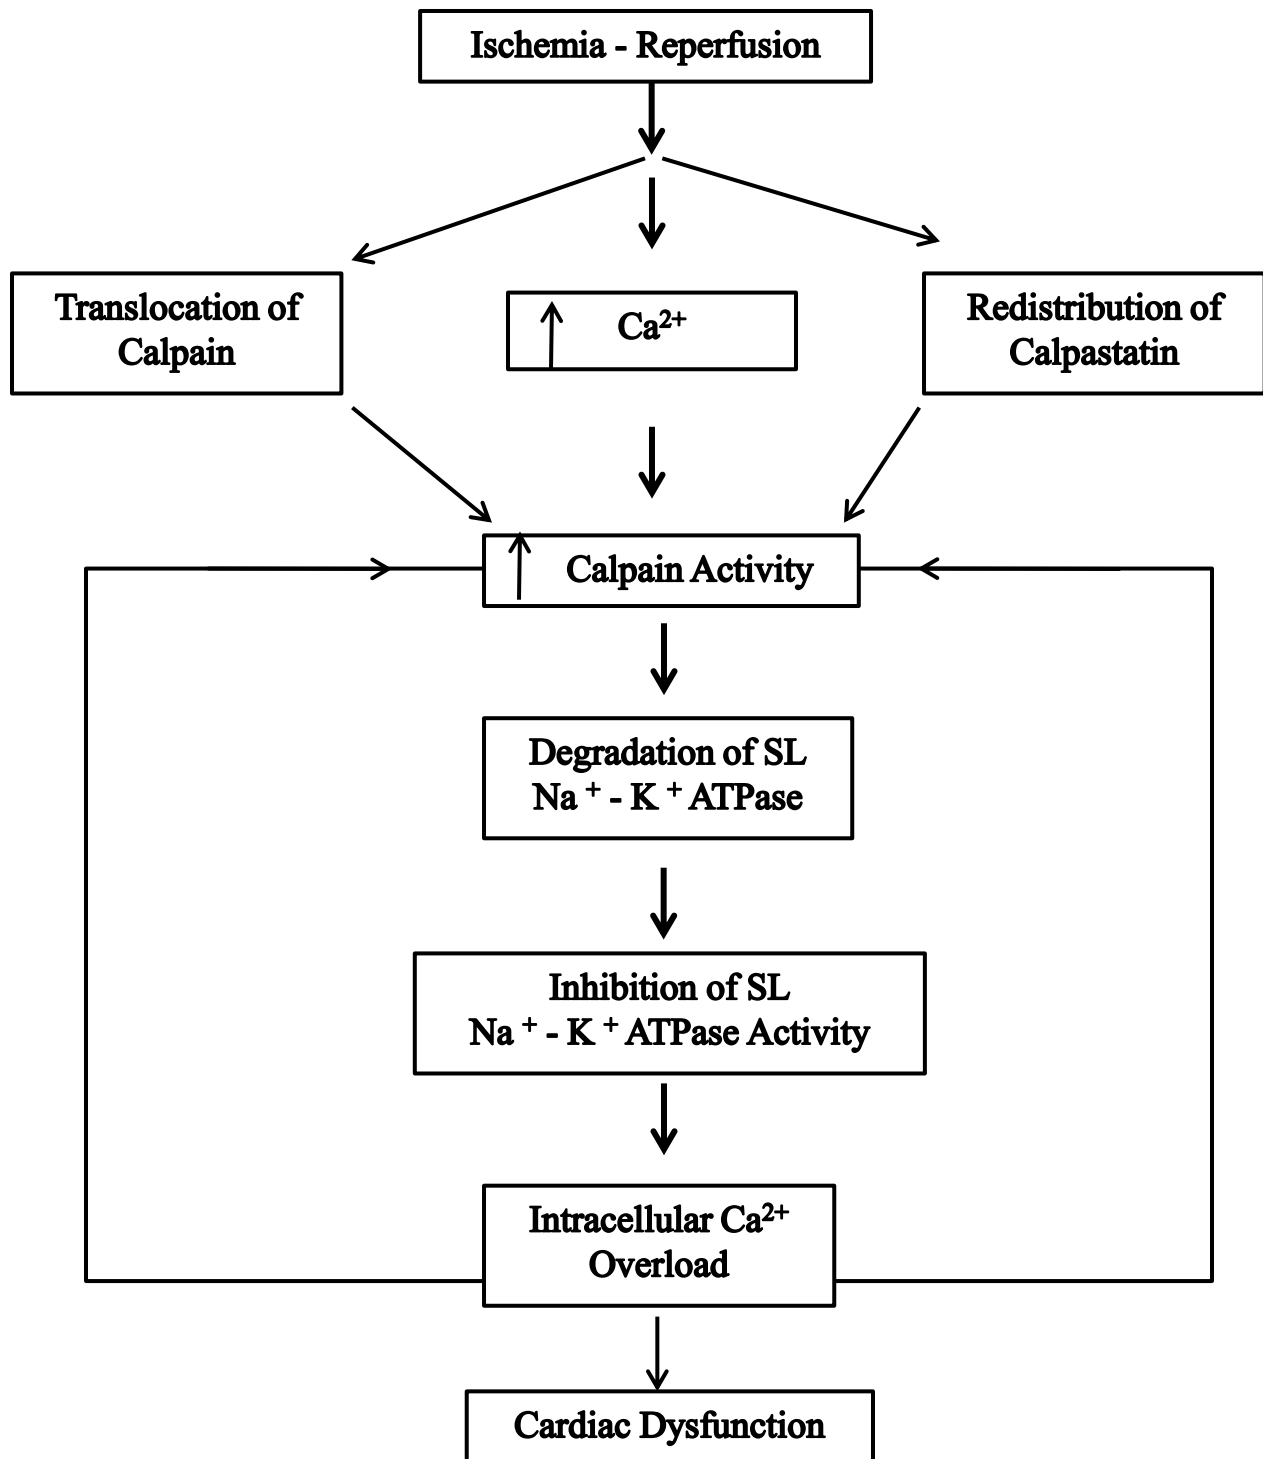 Ischemia - Reperfusion
Translocation of
Calpain
Ca²⁺
Redistribution of
Calpastatin
Calpain Activity
Degradation of SL
Na ⁺ - K ⁺ ATPase
Inhibition of SL
Na ⁺ - K ⁺ ATPase Activity
Intracellular Ca²⁺
Overload
Cardiac Dysfunction